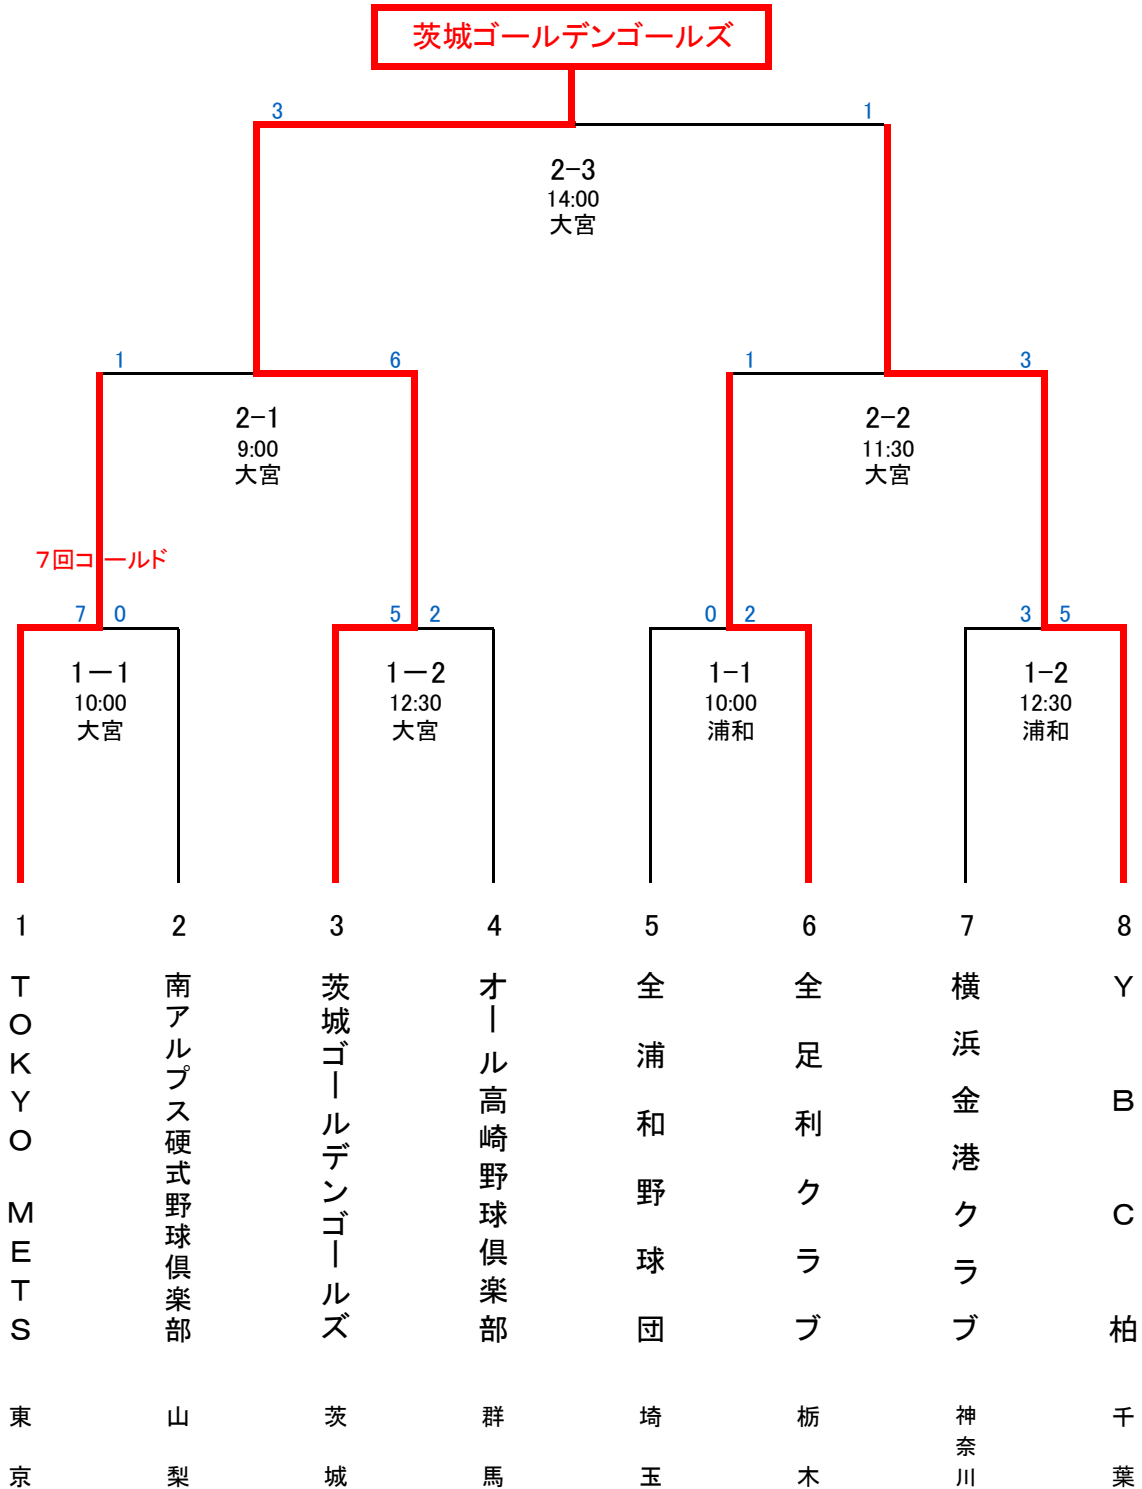 茨城ゴールデンゴールズ
3
1
2-3
14:00
大宮
1
6
1
3
2-1
9:00
大宮
2-2
11:30
大宮
7回コールド
7
0
5
2
0
2
3
5
1ー1
10:00
大宮
1ー2
12:30
大宮
1-1
10:00
浦和
1-2
12:30
浦和
1
2
3
4
5
6
7
8
TOKYO METS
南アルプス硬式野球倶楽部
茨城ゴールデンゴールズ
オール高崎野球倶楽部
全浦和野球団
全足利クラブ
横浜金港クラブ
YBC柏
東京
山梨
茨城
群馬
埼玉
栃木
神奈川
千葉